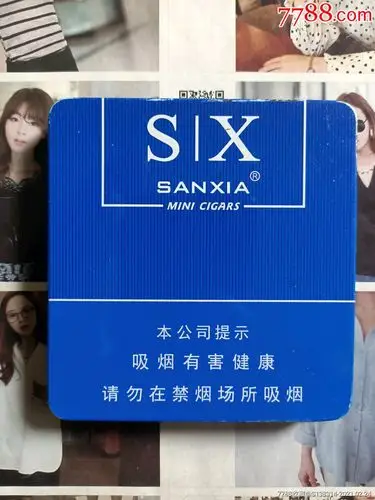 7788.com
S|X
SANXIA®
MINI CIGARS
本公司提示
吸烟有害健康
请勿在禁烟场所吸烟